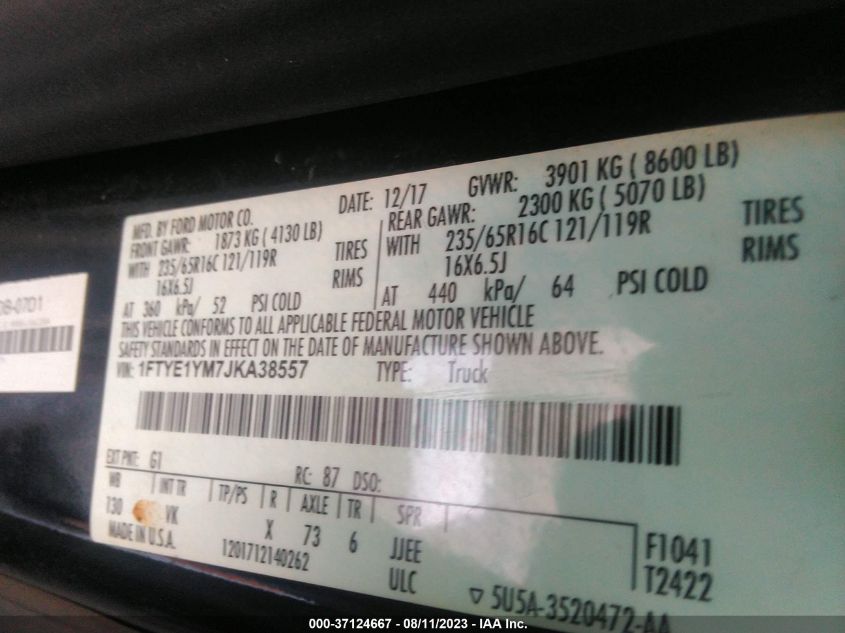 MFD. BY FORD MOTOR CO. DATE: 12/17 GVWR: 3901 KG ( 8600 LB)
FRONT GAWR: 1873 KG ( 4130 LB) REAR GAWR: 2300 KG ( 5070 LB)
WITH 235/65R16C 121/119R TIRES WITH 235/65R16C 121/119R TIRES
16X6.5J RIMS 16X6.5J RIMS
AT 360 kPa/ 52 PSI COLD AT 440 kPa/ 64 PSI COLD
THIS VEHICLE CONFORMS TO ALL APPLICABLE FEDERAL MOTOR VEHICLE
SAFETY STANDARDS IN EFFECT ON THE DATE OF MANUFACTURE SHOWN ABOVE.
VIN: 1FTYE1YM7JKA38557 TYPE: Truck
EXT PNT: G1 RC: 87 DSO:
WB INT TR TP/PS R AXLE TR SPR
130 VK X 73 6 JJEE F1041
MADE IN U.S.A. 1201712140262 ULC T2422
5U5A-3520472-AA
000-37124667 - 08/11/2023 - IAA Inc.